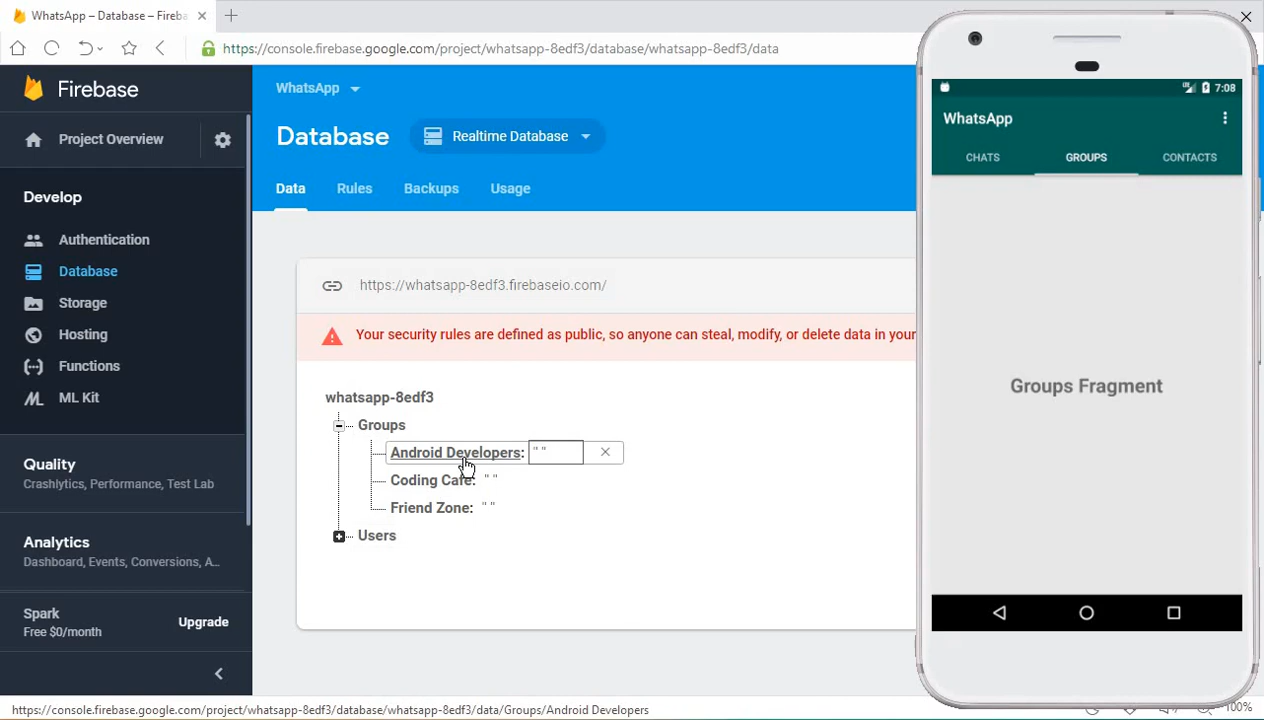 WhatsApp – Database – Fireba
https://console.firebase.google.com/project/whatsapp-8edf3/database/whatsapp-8edf3/data
Firebase
Project Overview
Develop
Authentication
Database
Storage
Hosting
Functions
ML Kit
Quality
Crashlytics, Performance, Test Lab
Analytics
Dashboard, Events, Conversions, A...
Spark
Free $0/month
Upgrade
WhatsApp
Database
Realtime Database
Data
Rules
Backups
Usage
https://whatsapp-8edf3.firebaseio.com/
Your security rules are defined as public, so anyone can steal, modify, or delete data in your
whatsapp-8edf3
Groups
Android Developers: " "
Coding Cafe: " "
Friend Zone: " "
Users
7:08
WhatsApp
CHATS
GROUPS
CONTACTS
Groups Fragment
https://console.firebase.google.com/project/whatsapp-8edf3/database/whatsapp-8edf3/data/Groups/Android Developers
100%